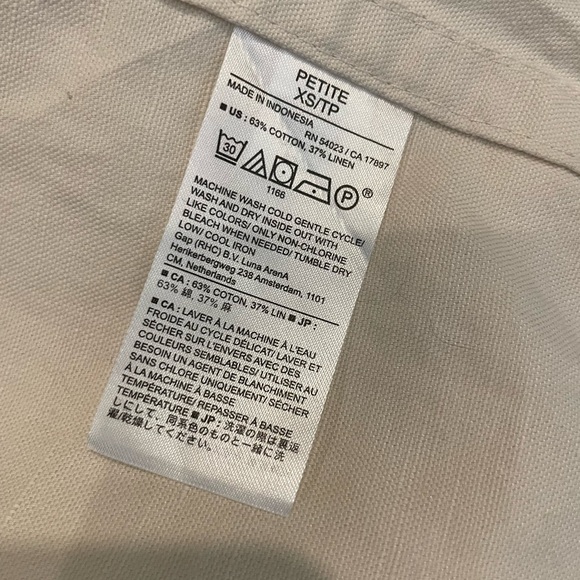 PETITE
XS/TP
MADE IN INDONESIA
RN 54023 / CA 17897
■ US : 63% COTTON, 37% LINEN
30
P
®
1166
MACHINE WASH COLD GENTLE CYCLE/
WASH AND DRY INSIDE OUT WITH
LIKE COLORS/ ONLY NON-CHLORINE
BLEACH WHEN NEEDED/ TUMBLE DRY
LOW/ COOL IRON
Gap (RHC) B.V. Luna ArenA
Herikerbergweg 238 Amsterdam, 1101
CM, Netherlands
■ CA : 63% COTON, 37% LIN ■ JP :
63% 綿, 37% 麻
■ CA : LAVER À LA MACHINE À L'EAU
FROIDE AU CYCLE DÉLICAT/ LAVER ET
SÉCHER SUR L'ENVERS AVEC DES
COULEURS SEMBLABLES/ UTILISER AU
BESOIN UN AGENT DE BLANCHIMENT
SANS CHLORE UNIQUEMENT/ SÉCHER
À LA MACHINE À BASSE
TEMPÉRATURE/ REPASSER À BASSE
TEMPÉRATURE ■ JP : 洗濯の際は裏返
しにして、同系色のものと一緒に洗
濯/乾燥してください。